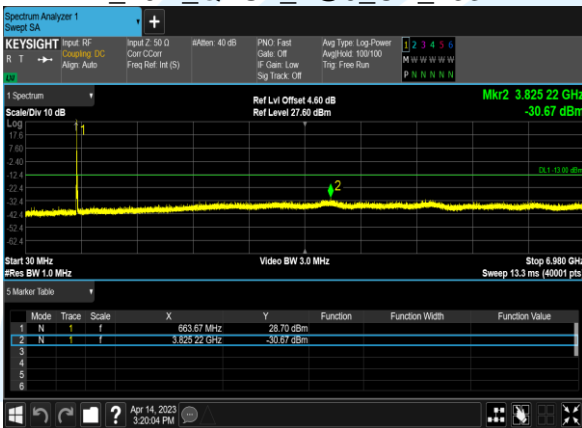 Spectrum Analyzer 1
Swept SA
KEYSIGHT Input: RF Input Z: 50 Ω #Atten: 40 dB PNO: Fast Avg Type: Log-Power 1 2 3 4 5 6
R T Coupling: DC Corr CCorr Gate: Off Avg|Hold: 100/100 M W W W W W
Align: Auto Freq Ref: Int (S) IF Gain: Low Trig: Free Run
Sig Track: Off P N N N N N
LW
1 Spectrum Mkr2 3.825 22 GHz
Ref Lvl Offset 4.60 dB
Scale/Div 10 dB Ref Level 27.60 dBm -30.67 dBm
Log
1
17.6
7.60
-2.40
DL1 -13.00 dBm
-12.4
2
-22.4
-32.4
-42.4
-52.4
-62.4
Start 30 MHz Video BW 3.0 MHz Stop 6.980 GHz
#Res BW 1.0 MHz Sweep 13.3 ms (40001 pts
5 Marker Table
Mode Trace Scale X Y Function Function Width Function Value
1 N 1 f 663.67 MHz 28.70 dBm
2 N 1 f 3.825 22 GHz -30.67 dBm
3
4
5
6
? Apr 14, 2023
3:20:04 PM